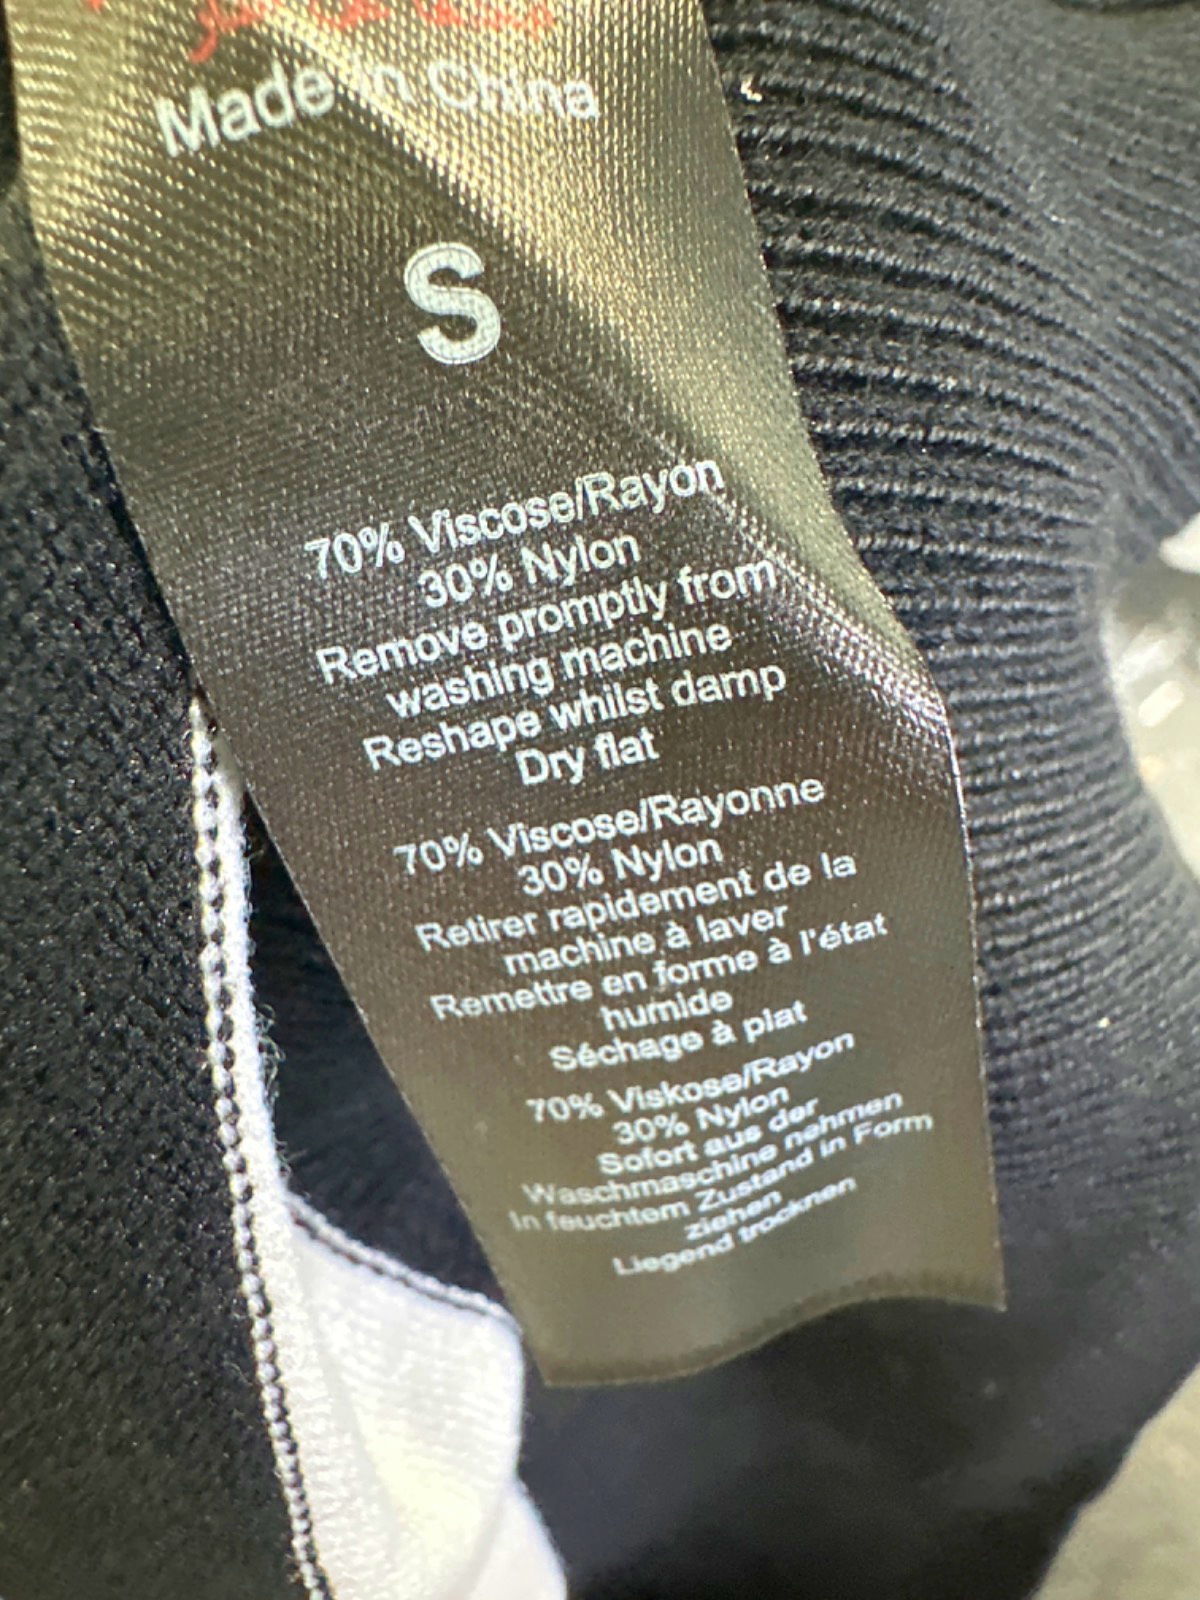 Made in China
S
70% Viscose/Rayon
30% Nylon
Remove promptly from
washing machine
Reshape whilst damp
Dry flat
70% Viscose/Rayonne
30% Nylon
Retirer rapidement de la
machine à laver
Remettre en forme à l'état
humide
Séchage à plat
70% Viskose/Rayon
30% Nylon
Sofort aus der
Waschmaschine nehmen
In feuchtem Zustand in Form
ziehen
Liegend trocknen